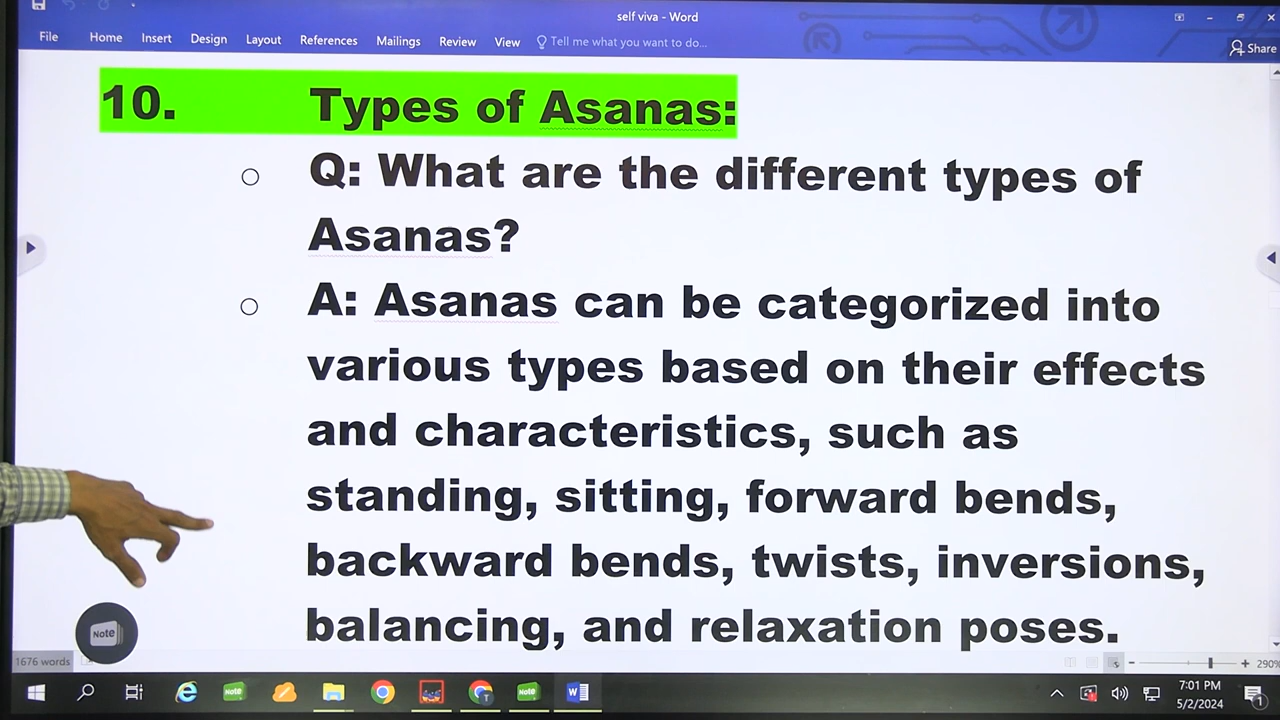 self viva - Word
File Home Insert Design Layout References Mailings Review View Tell me what you want to do... Share
10. Types of Asanas:
Q: What are the different types of
Asanas?
A: Asanas can be categorized into
various types based on their effects
and characteristics, such as
standing, sitting, forward bends,
backward bends, twists, inversions,
balancing, and relaxation poses.
Note
1676 words
290%
Note Note
7:01 PM
5/2/2024